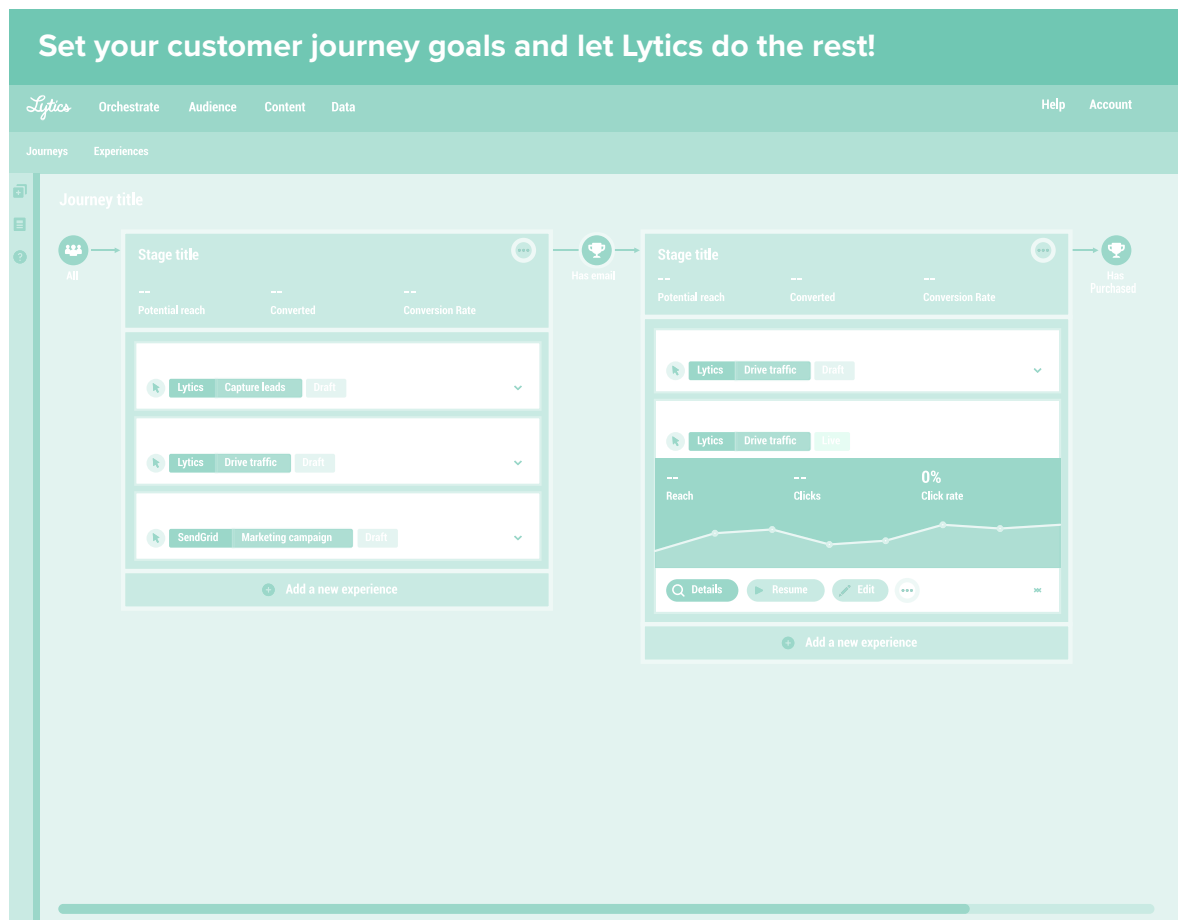 Set your customer journey goals and let Lytics do the rest!
Lytics Orchestrate Audience Content Data Help Account
Journeys Experiences
Journey title
All
Stage title
-- -- --
Potential reach Converted Conversion Rate
Lytics Capture leads Draft
Lytics Drive traffic Draft
SendGrid Marketing campaign Draft
Add a new experience
Has email
Stage title
-- -- --
Potential reach Converted Conversion Rate
Lytics Drive traffic Draft
Lytics Drive traffic Live
-- -- 0%
Reach Clicks Click rate
Details Resume Edit
Add a new experience
Has
Purchased